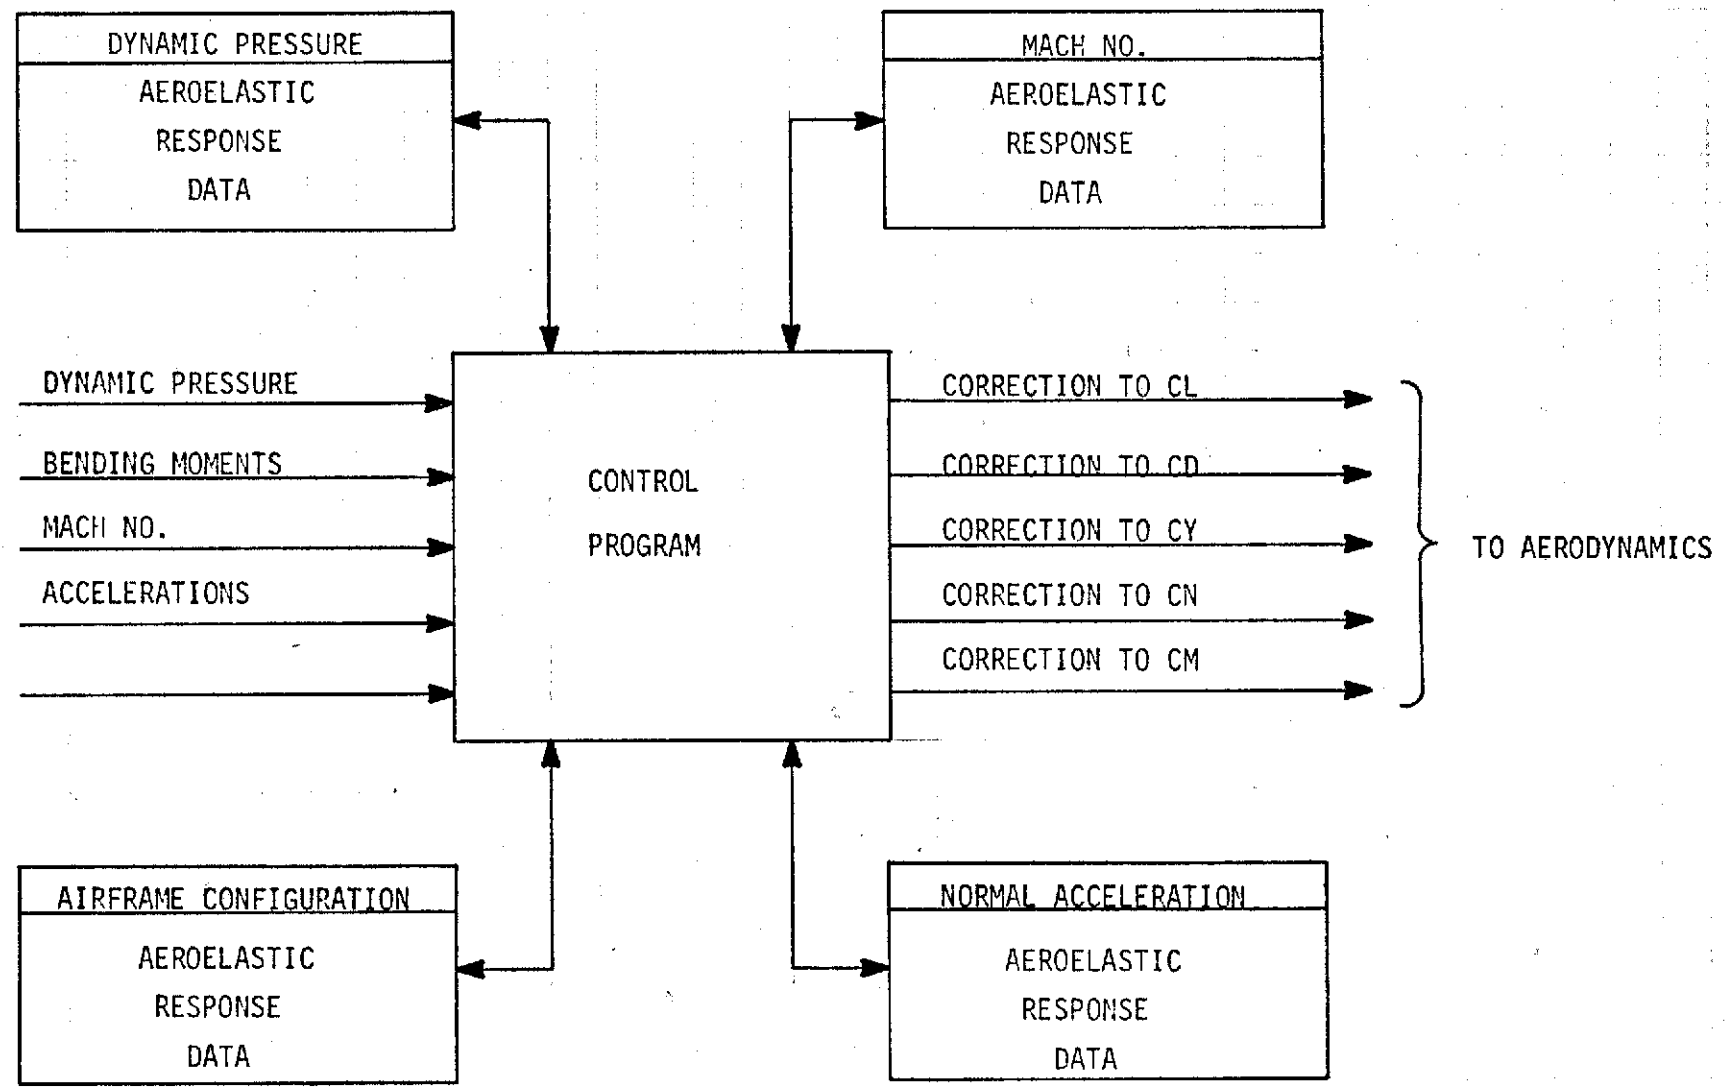 DYNAMIC PRESSURE
AEROELASTIC
RESPONSE
DATA
MACH NO.
AEROELASTIC
RESPONSE
DATA
DYNAMIC PRESSURE
BENDING MOMENTS
MACH NO.
ACCELERATIONS
CONTROL
PROGRAM
CORRECTION TO CL
CORRECTION TO CD
CORRECTION TO CY
CORRECTION TO CN
CORRECTION TO CM
TO AERODYNAMICS
AIRFRAME CONFIGURATION
AEROELASTIC
RESPONSE
DATA
NORMAL ACCELERATION
AEROELASTIC
RESPONSE
DATA